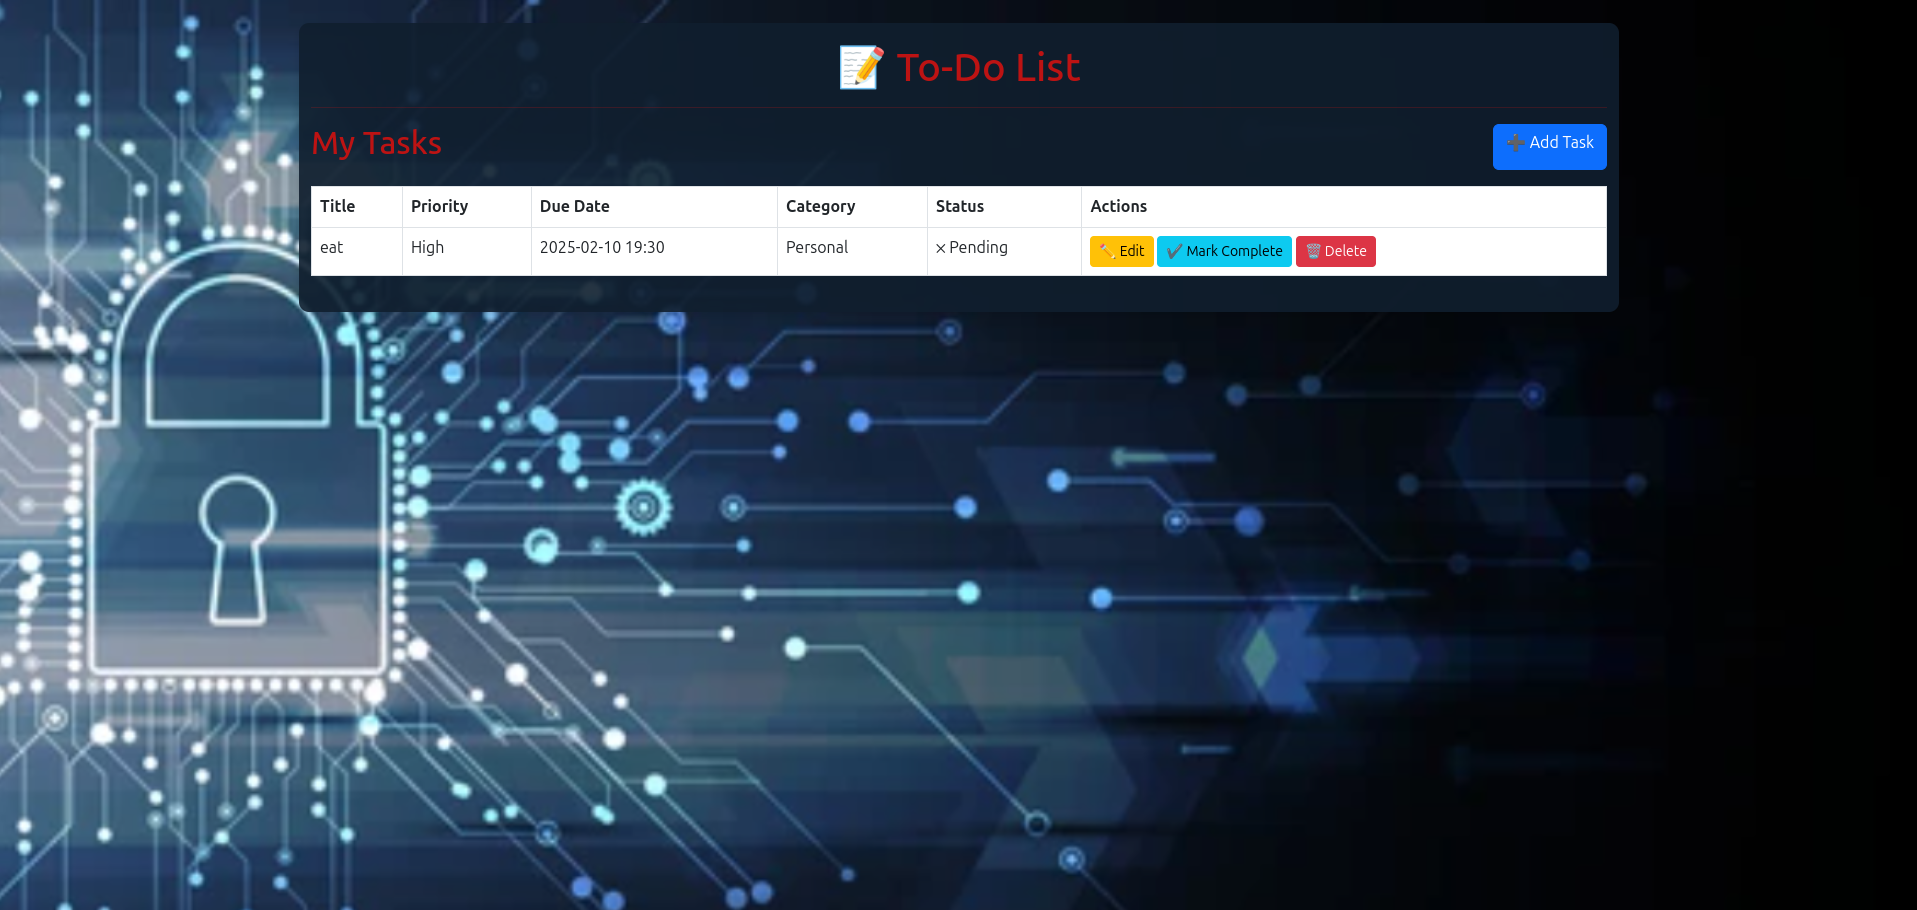 📝 To-Do List
My Tasks
➕ Add Task
Title Priority Due Date Category Status Actions
eat High 2025-02-10 19:30 Personal ❌ Pending ✏️ Edit ✔️ Mark Complete 🗑️ Delete